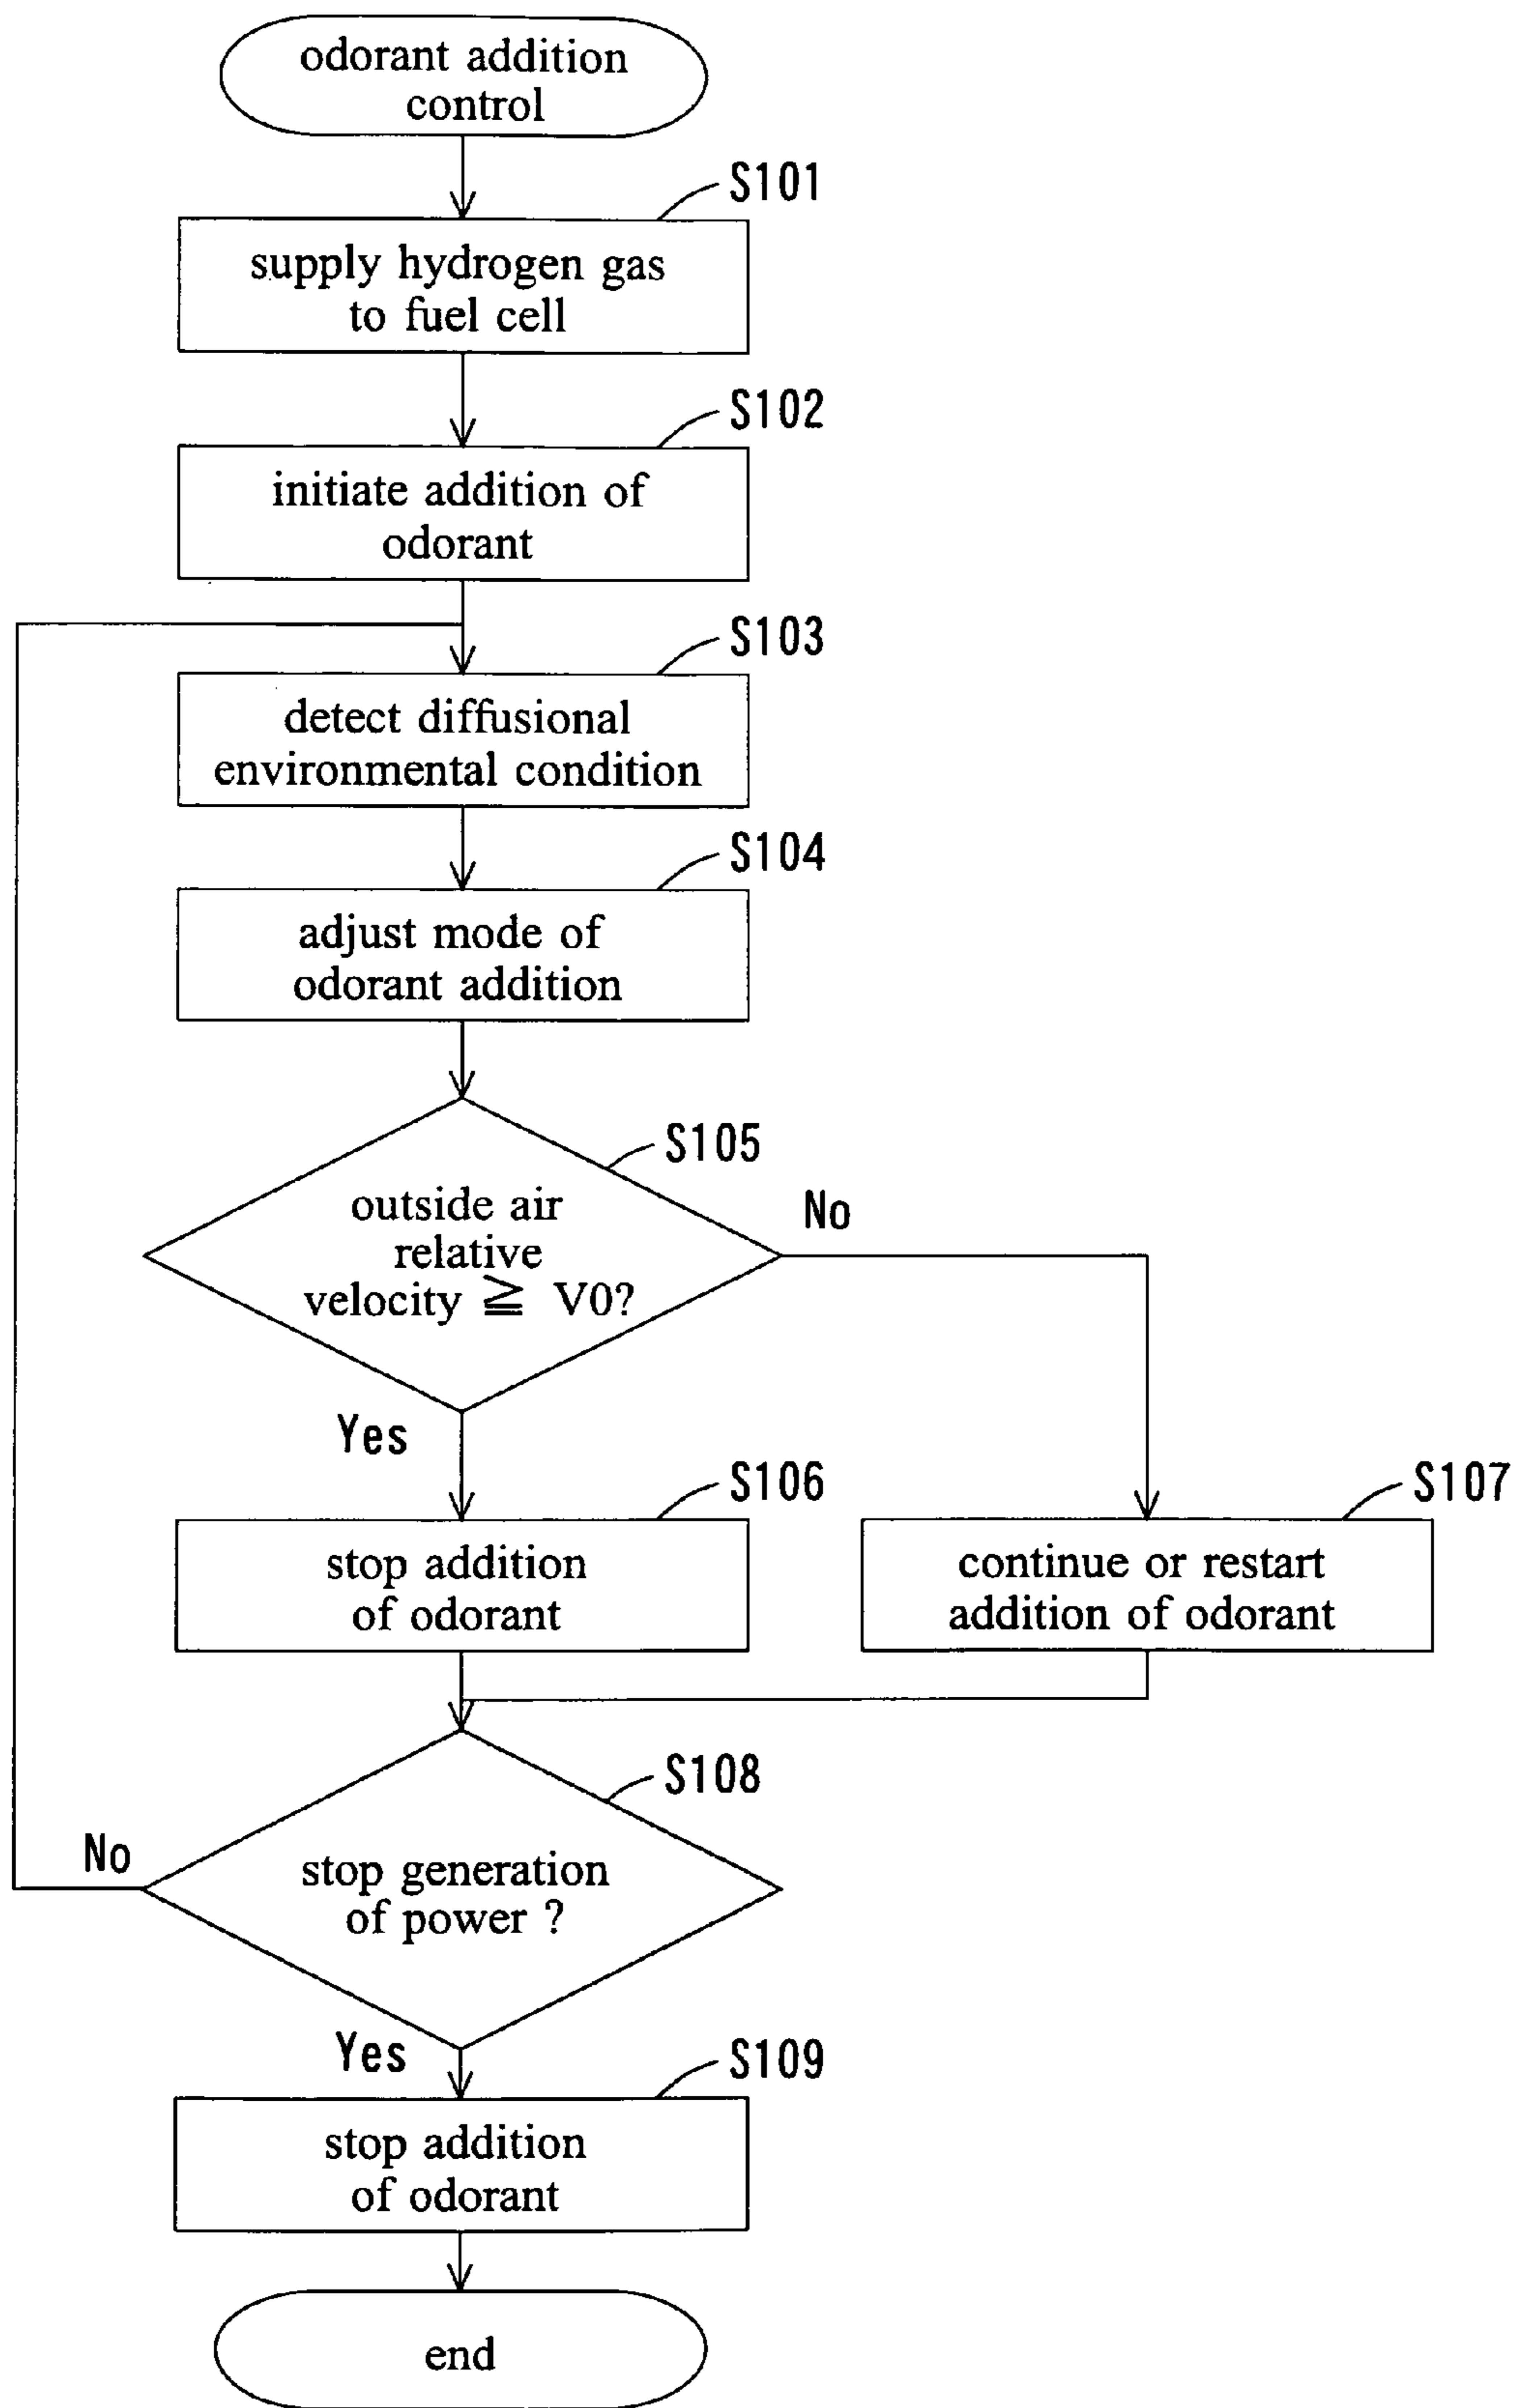 odorant addition
control
S101
supply hydrogen gas
to fuel cell
S102
initiate addition of
odorant
S103
detect diffusional
environmental condition
S104
adjust mode of
odorant addition
S105
outside air
relative
velocity ≧ V0?
No
Yes
S106
stop addition
of odorant
S107
continue or restart
addition of odorant
S108
stop generation
of power ?
No
Yes
S109
stop addition
of odorant
end